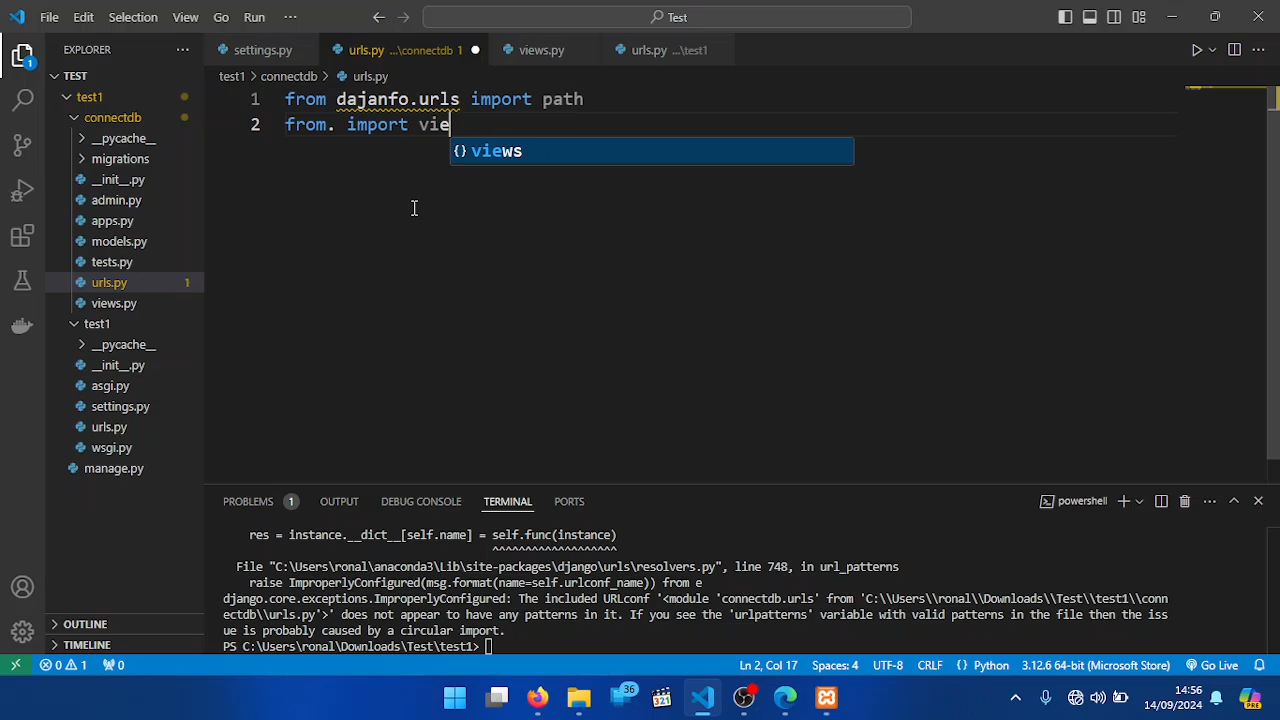 File Edit Selection View Go Run ··· Test
EXPLORER ···
settings.py
urls.py ...\connectdb 1
views.py
urls.py ...\test1
TEST
test1 > connectdb > urls.py
test1
connectdb
__pycache__
migrations
__init__.py
admin.py
apps.py
models.py
tests.py
urls.py 1
views.py
test1
__pycache__
__init__.py
asgi.py
settings.py
urls.py
wsgi.py
manage.py
OUTLINE
TIMELINE
1 from dajanfo.urls import path
2 from. import vie
{} views
PROBLEMS 1 OUTPUT DEBUG CONSOLE TERMINAL PORTS
powershell
res = instance.__dict__[self.name] = self.func(instance)
^^^^^^^^^^^^^^^^^^^
File "C:\Users\ronal\anaconda3\Lib\site-packages\django\urls\resolvers.py", line 748, in url_patterns
raise ImproperlyConfigured(msg.format(name=self.urlconf_name)) from e
django.core.exceptions.ImproperlyConfigured: The included URLconf '<module 'connectdb.urls' from 'C:\\Users\\ronal\\Downloads\\Test\\test1\\conn
ectdb\\urls.py'>' does not appear to have any patterns in it. If you see the 'urlpatterns' variable with valid patterns in the file then the iss
ue is probably caused by a circular import.
PS C:\Users\ronal\Downloads\Test\test1>
0 1 0 Ln 2, Col 17 Spaces: 4 UTF-8 CRLF {} Python 3.12.6 64-bit (Microsoft Store) Go Live
36
321
PRE
14:56
14/09/2024